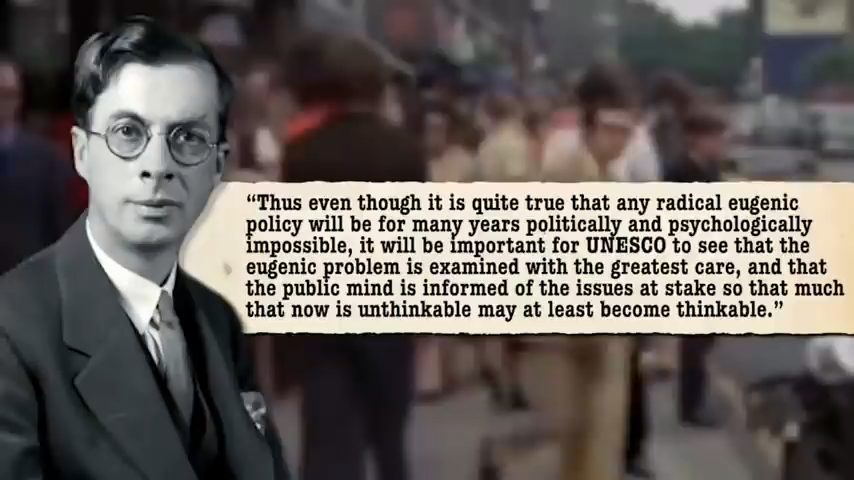 “Thus even though it is quite true that any radical eugenic
policy will be for many years politically and psychologically
impossible, it will be important for UNESCO to see that the
eugenic problem is examined with the greatest care, and that
the public mind is informed of the issues at stake so that much
that now is unthinkable may at least become thinkable.”